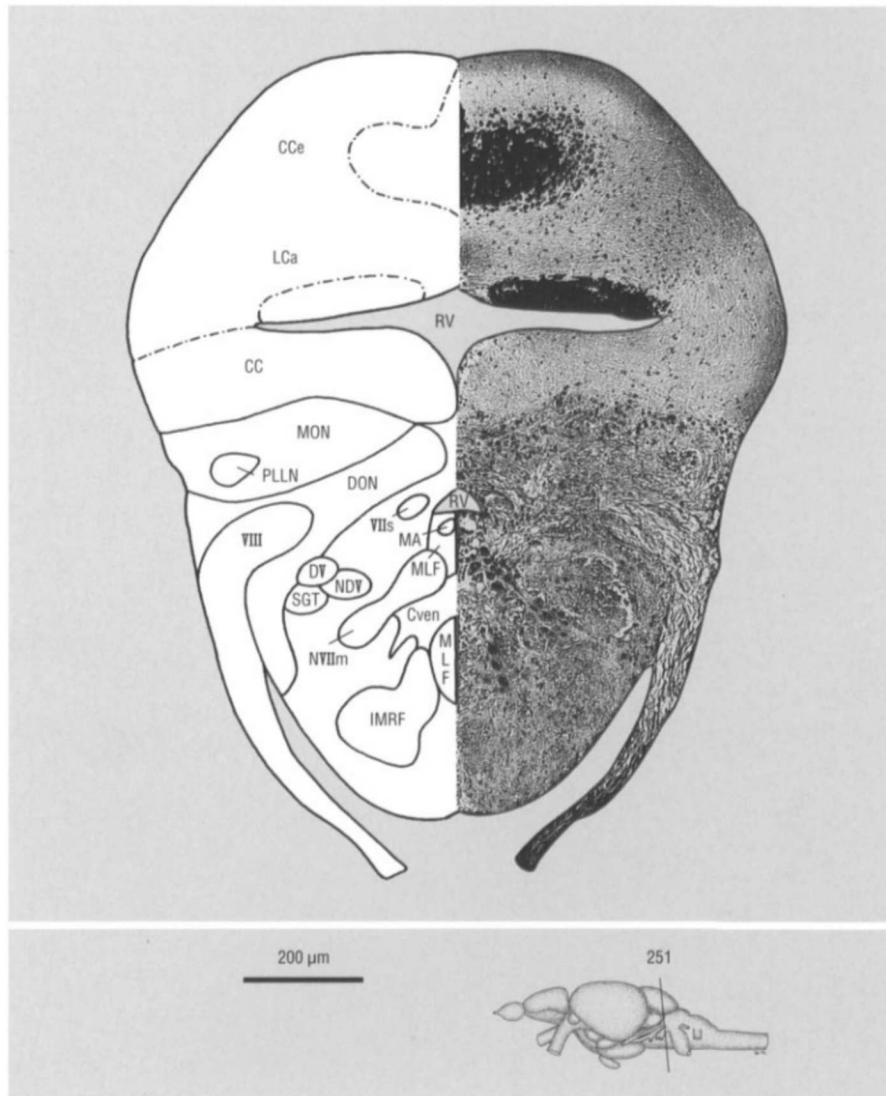 CCe
LCa
RV
CC
MON
PLLN
DON
RV
VIIs
VIII
MA
MLF
DV
NDV
SGT
Cven
NVIIm
M
L
F
IMRF
200 µm
251